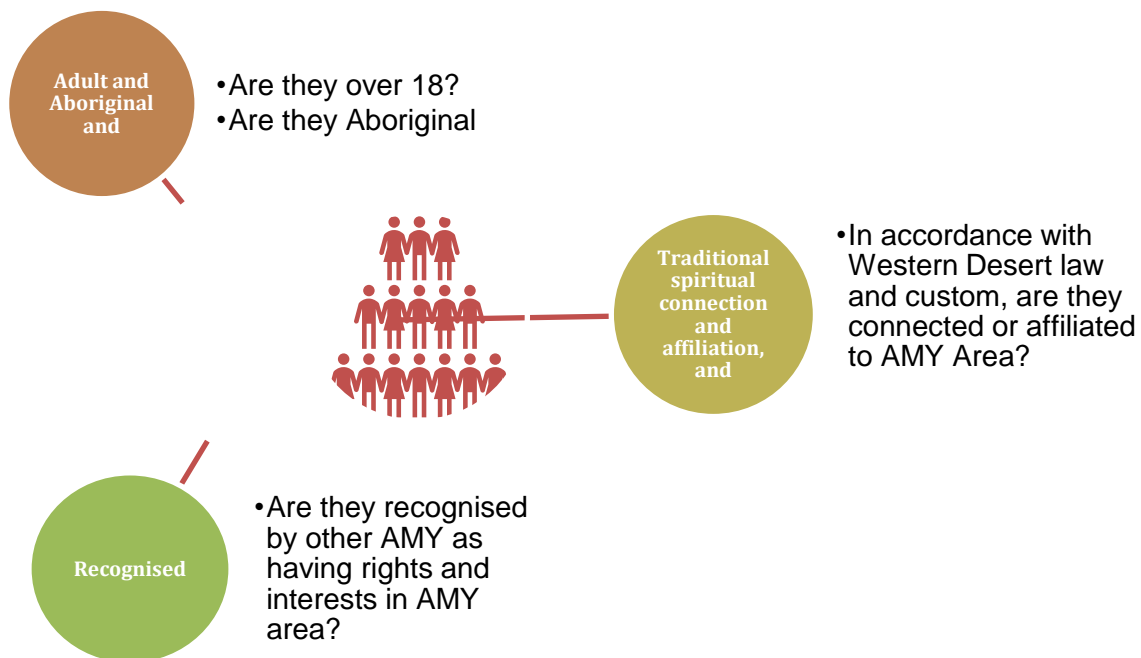 Adult and
Aboriginal
and
•Are they over 18?
•Are they Aboriginal
Traditional
spiritual
connection
and
affiliation,
and
•In accordance with
Western Desert law
and custom, are they
connected or affiliated
to AMY Area?
Recognised
•Are they recognised
by other AMY as
having rights and
interests in AMY
area?